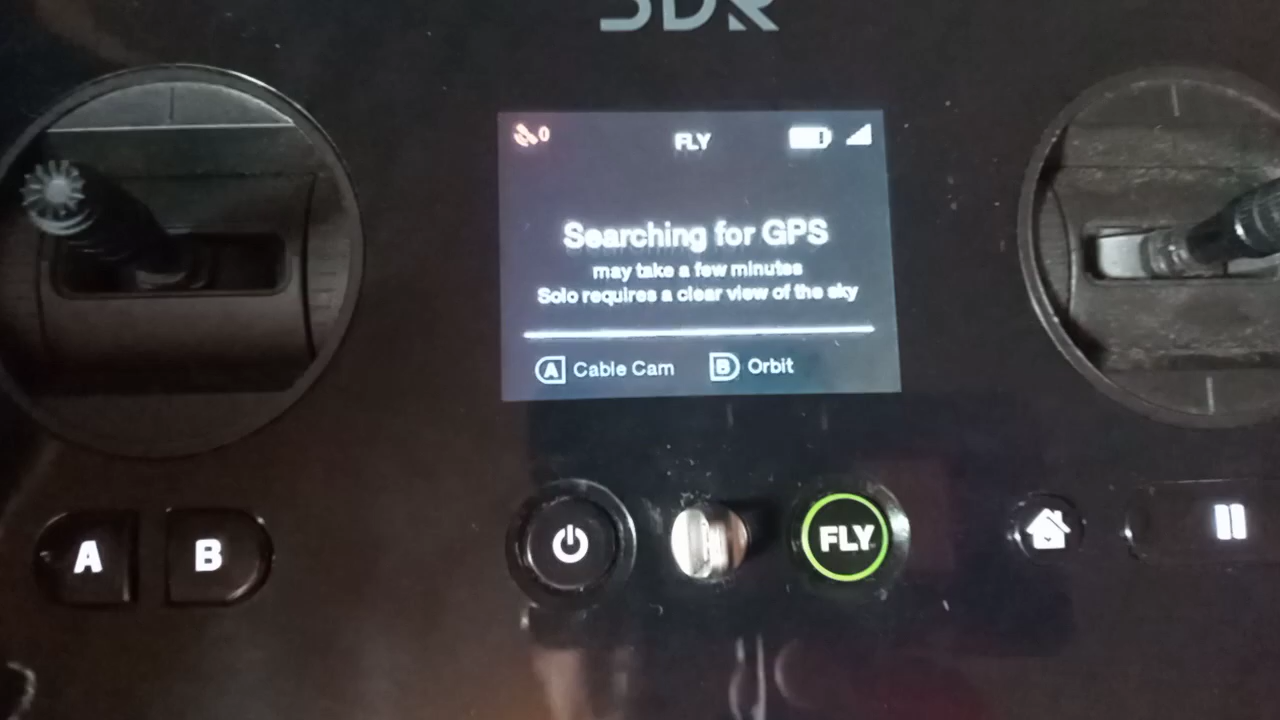 3DR
0 FLY
Searching for GPS
may take a few minutes
Solo requires a clear view of the sky
A Cable Cam B Orbit
A B FLY